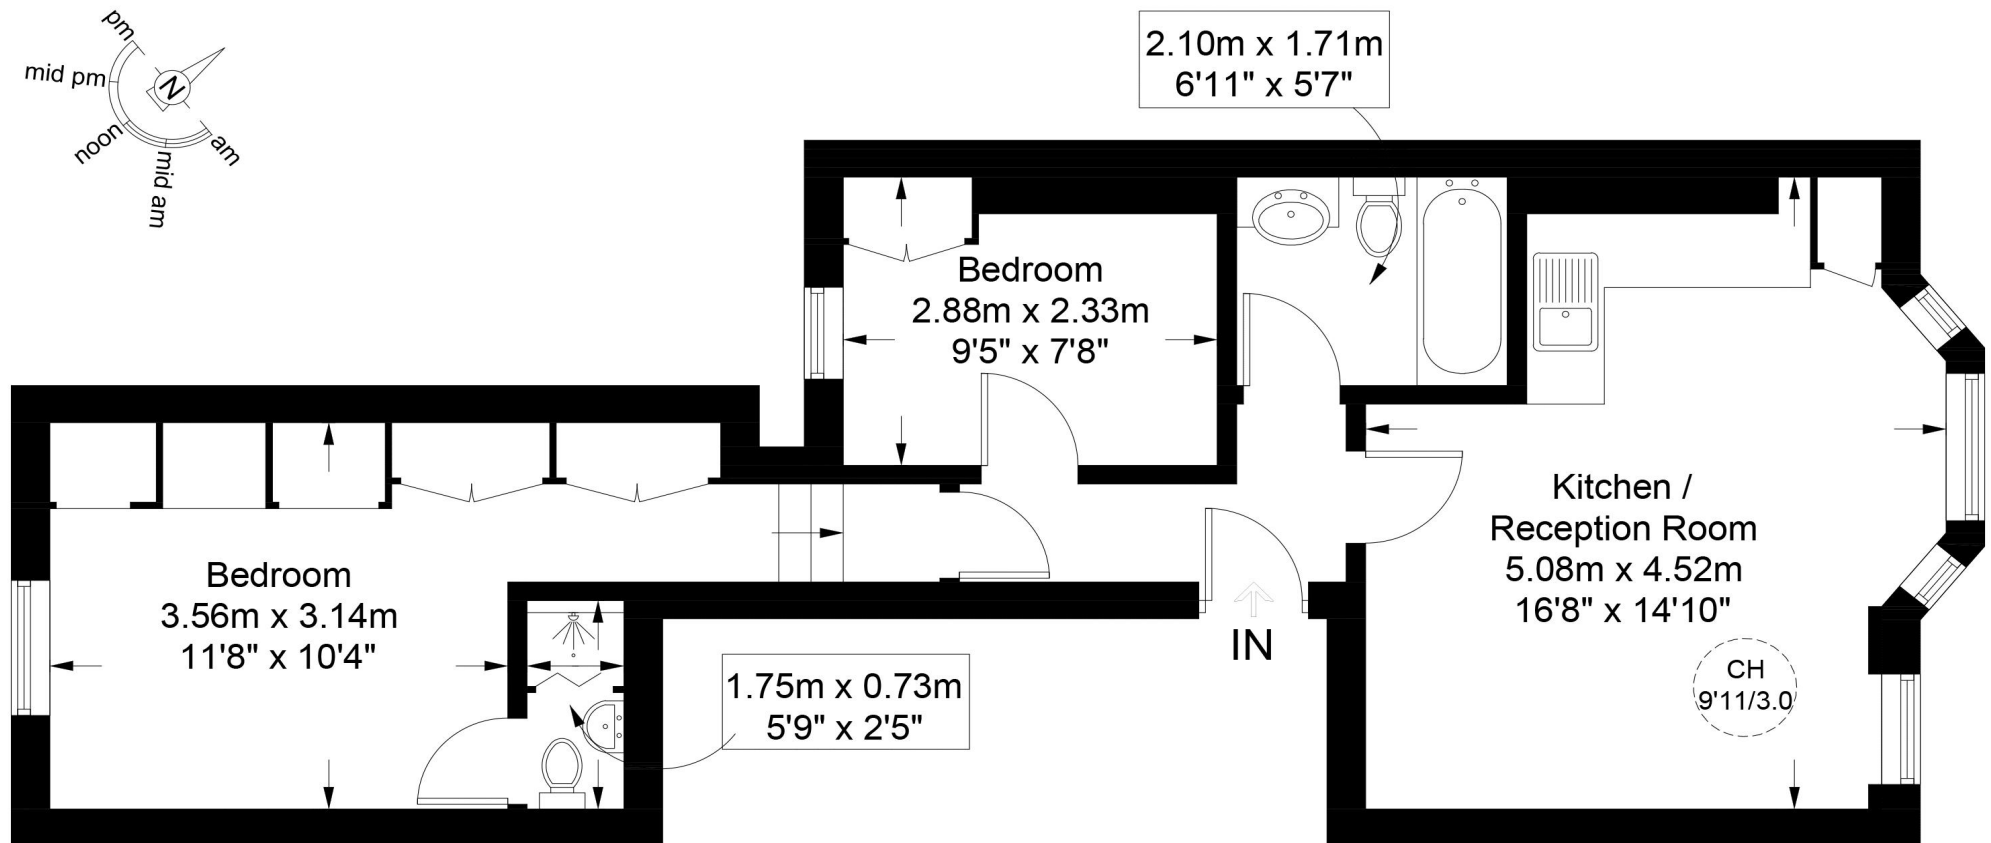 pm
mid pm
N
noon
mid am
am
2.10m x 1.71m
6'11" x 5'7"
Bedroom
2.88m x 2.33m
9'5" x 7'8"
Kitchen /
Reception Room
5.08m x 4.52m
16'8" x 14'10"
Bedroom
3.56m x 3.14m
11'8" x 10'4"
IN
1.75m x 0.73m
5'9" x 2'5"
CH
9'11/3.0